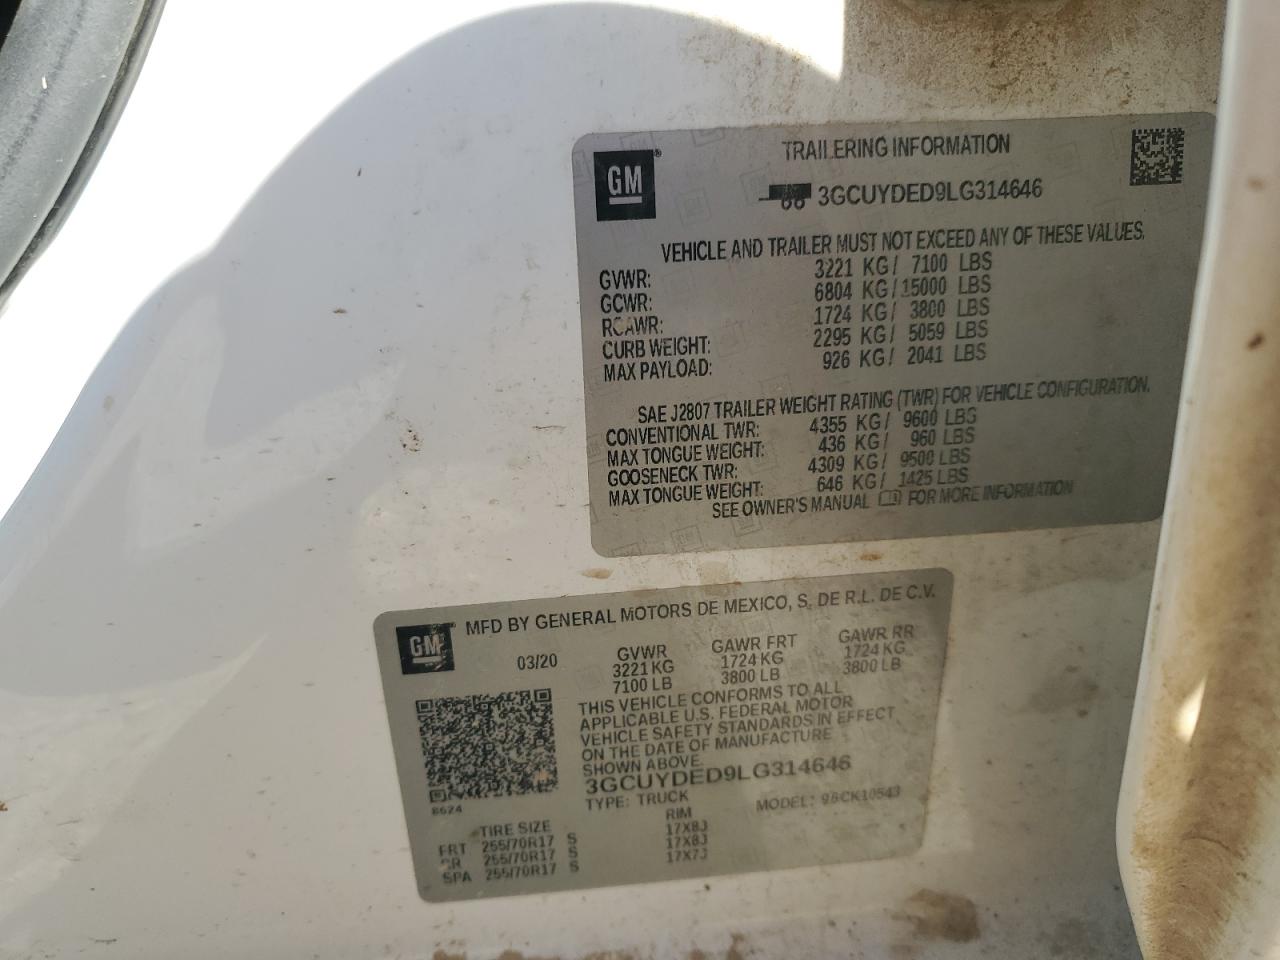 GM
TRAILERING INFORMATION
3GCUYDED9LG314646
VEHICLE AND TRAILER MUST NOT EXCEED ANY OF THESE VALUES.
GVWR: 3221 KG/ 7100 LBS
GCWR: 6804 KG/ 15000 LBS
RGAWR: 1724 KG/ 3800 LBS
CURB WEIGHT: 2295 KG/ 5059 LBS
MAX PAYLOAD: 926 KG/ 2041 LBS
SAE J2807 TRAILER WEIGHT RATING (TWR) FOR VEHICLE CONFIGURATION.
CONVENTIONAL TWR: 4355 KG/ 9600 LBS
MAX TONGUE WEIGHT: 436 KG/ 960 LBS
GOOSENECK TWR: 4309 KG/ 9500 LBS
MAX TONGUE WEIGHT: 646 KG/ 1425 LBS
SEE OWNER'S MANUAL FOR MORE INFORMATION
GM
MFD BY GENERAL MOTORS DE MEXICO, S. DE R.L. DE C.V.
03/20
GVWR GAWR FRT GAWR RR
3221 KG 1724 KG 1724 KG
7100 LB 3800 LB 3800 LB
THIS VEHICLE CONFORMS TO ALL
APPLICABLE U.S. FEDERAL MOTOR
VEHICLE SAFETY STANDARDS IN EFFECT
ON THE DATE OF MANUFACTURE
SHOWN ABOVE.
3GCUYDED9LG314646
TYPE: TRUCK MODEL: 98CK10543
8624
TIRE SIZE RIM
FRT 255/70R17 S 17X8J
RR 255/70R17 S 17X8J
SPA 255/70R17 S 17X7J